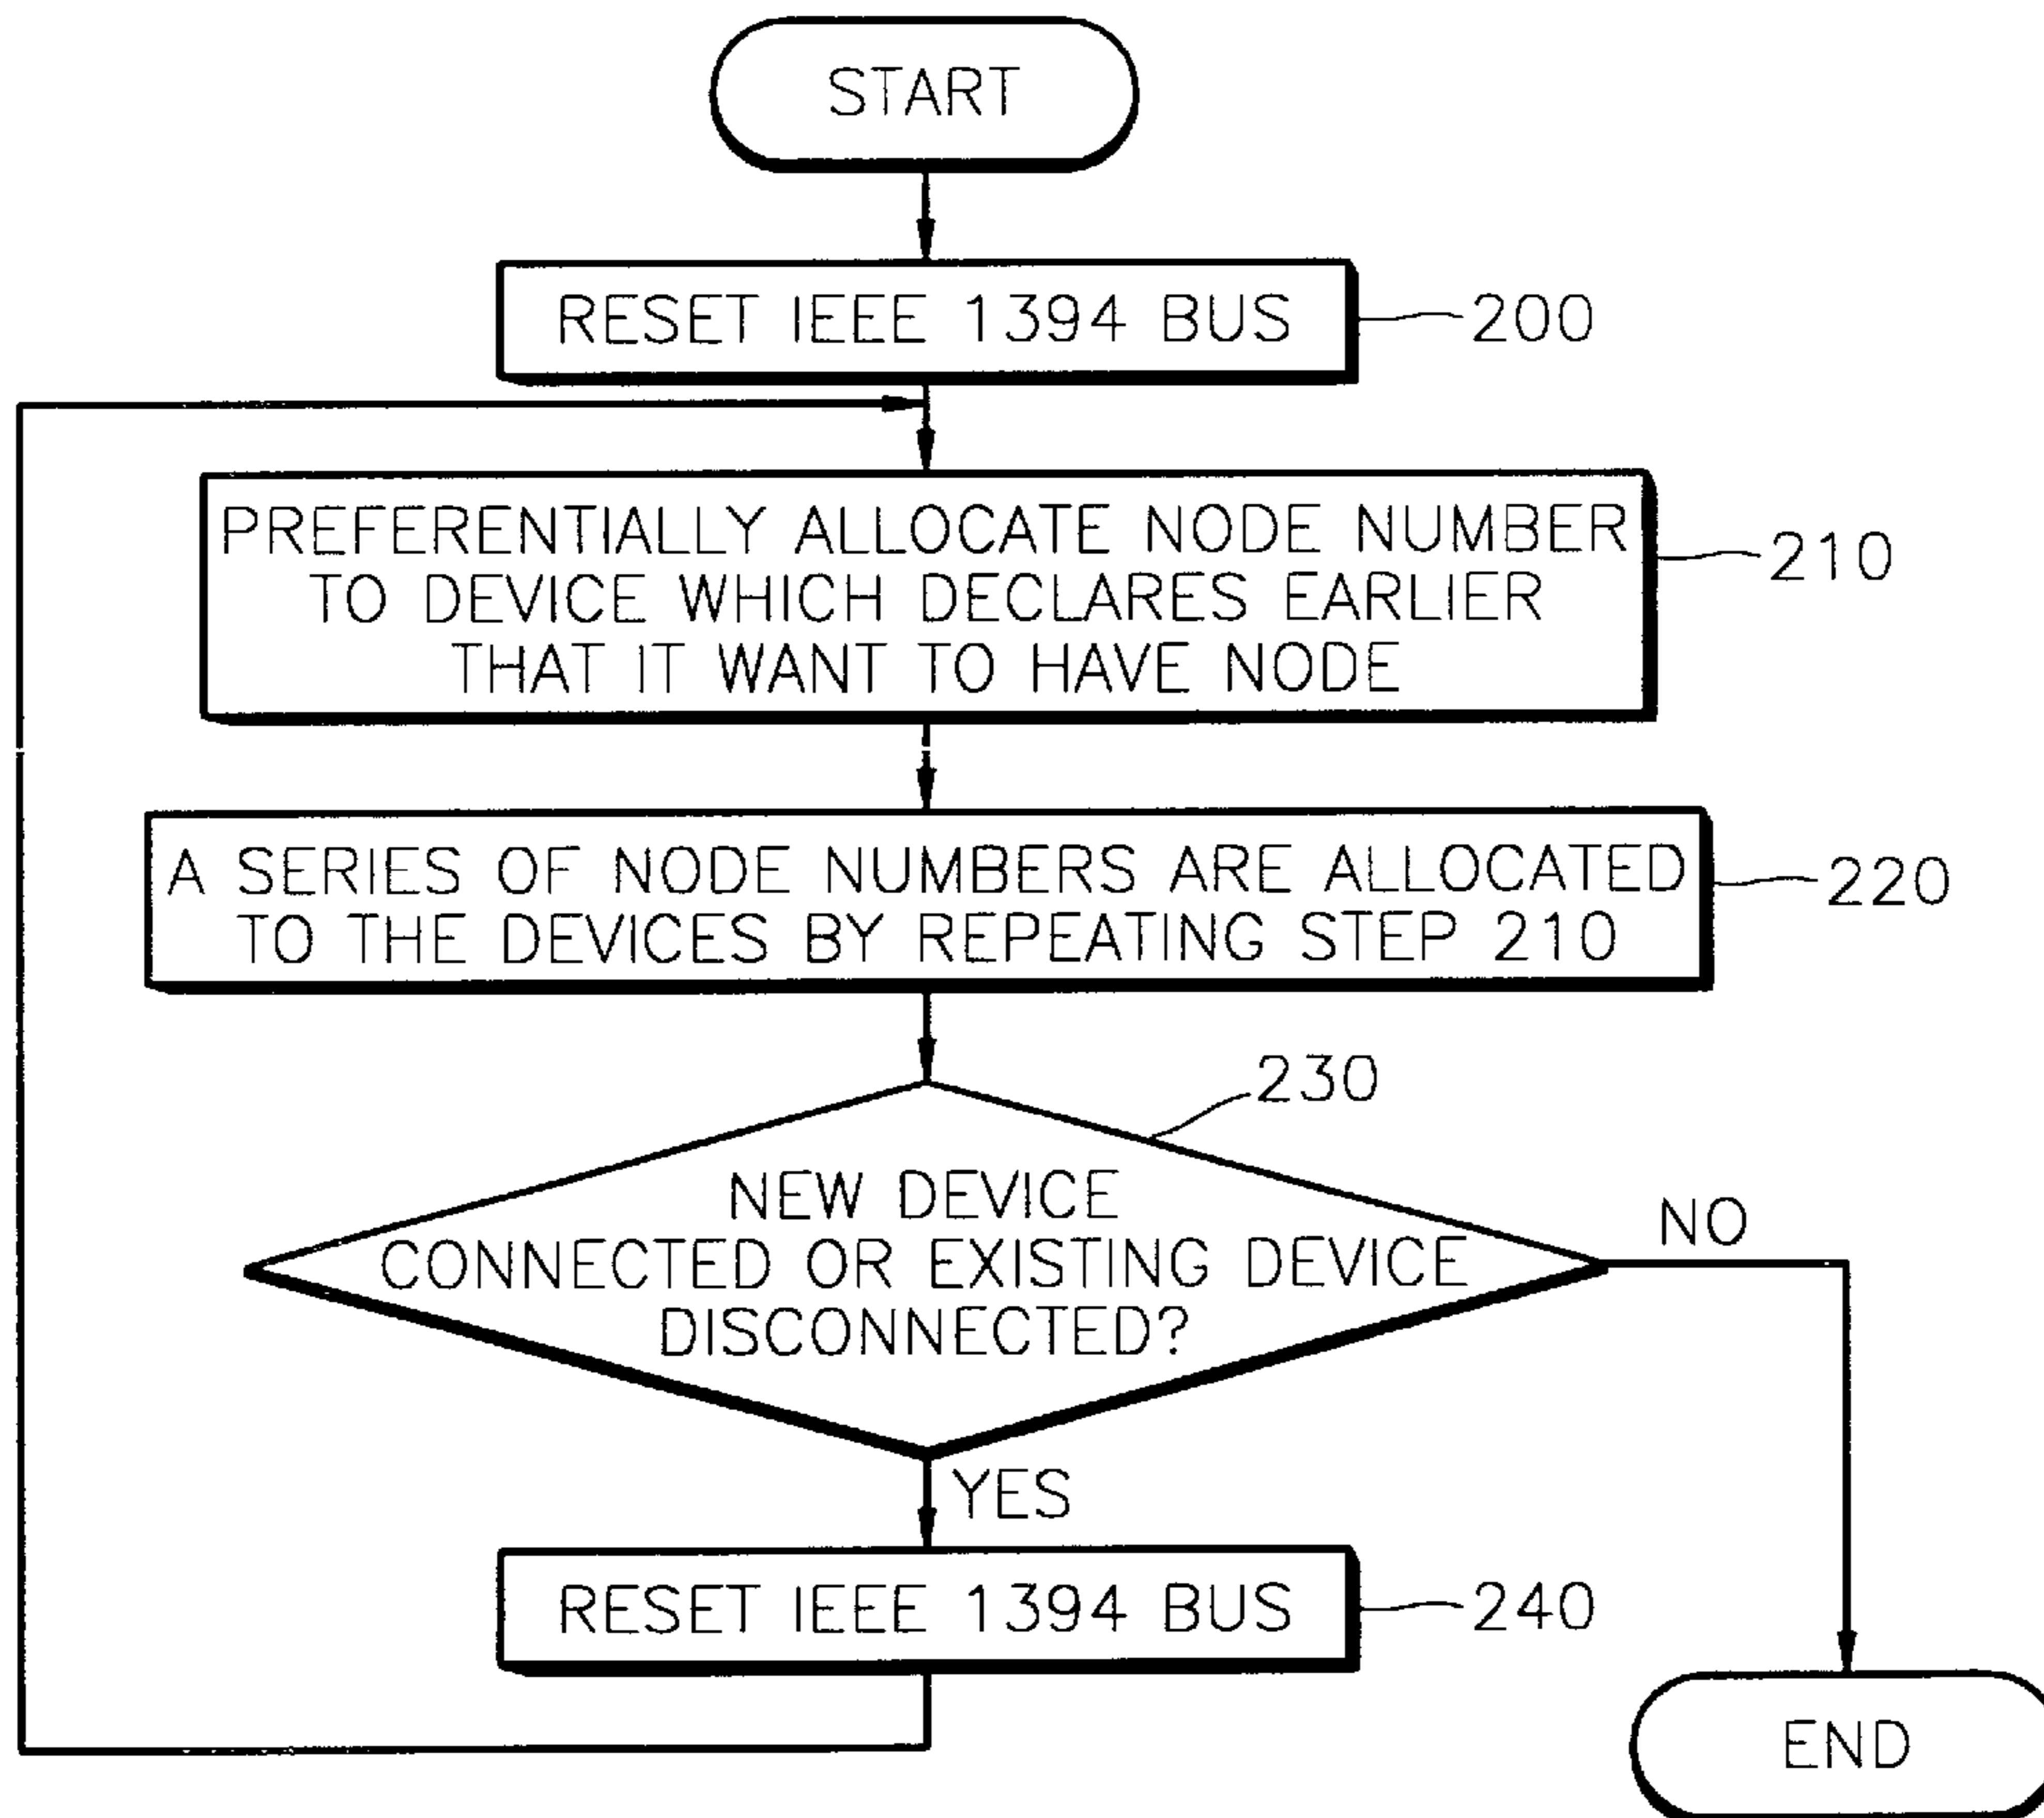 START
RESET IEEE 1394 BUS
200
PREFERENTIALLY ALLOCATE NODE NUMBER
TO DEVICE WHICH DECLARES EARLIER
THAT IT WANT TO HAVE NODE
210
A SERIES OF NODE NUMBERS ARE ALLOCATED
TO THE DEVICES BY REPEATING STEP 210
220
230
NEW DEVICE
CONNECTED OR EXISTING DEVICE
DISCONNECTED?
NO
YES
RESET IEEE 1394 BUS
240
END